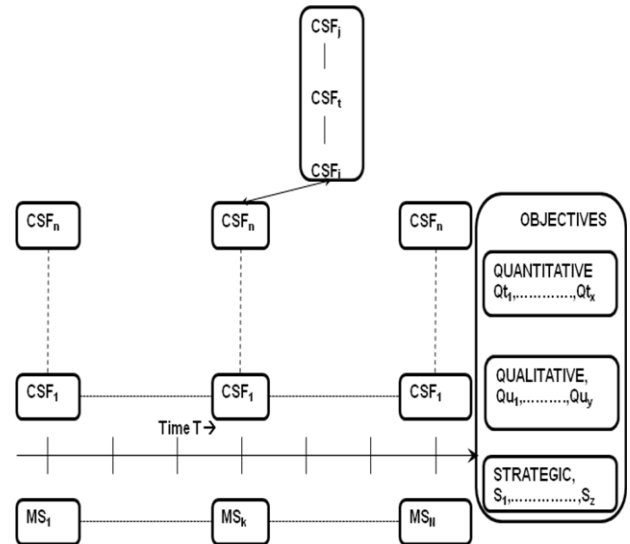 CSFj
CSFt
CSFi
CSFn
CSFn
CSFn
OBJECTIVES
QUANTITATIVE
Qt1,………….,Qtx
CSF1
CSF1
CSF1
QUALITATIVE,
Qu1,……….,Quy
Time T→
STRATEGIC,
S1,……………,Sz
MS1
MSk
MSII